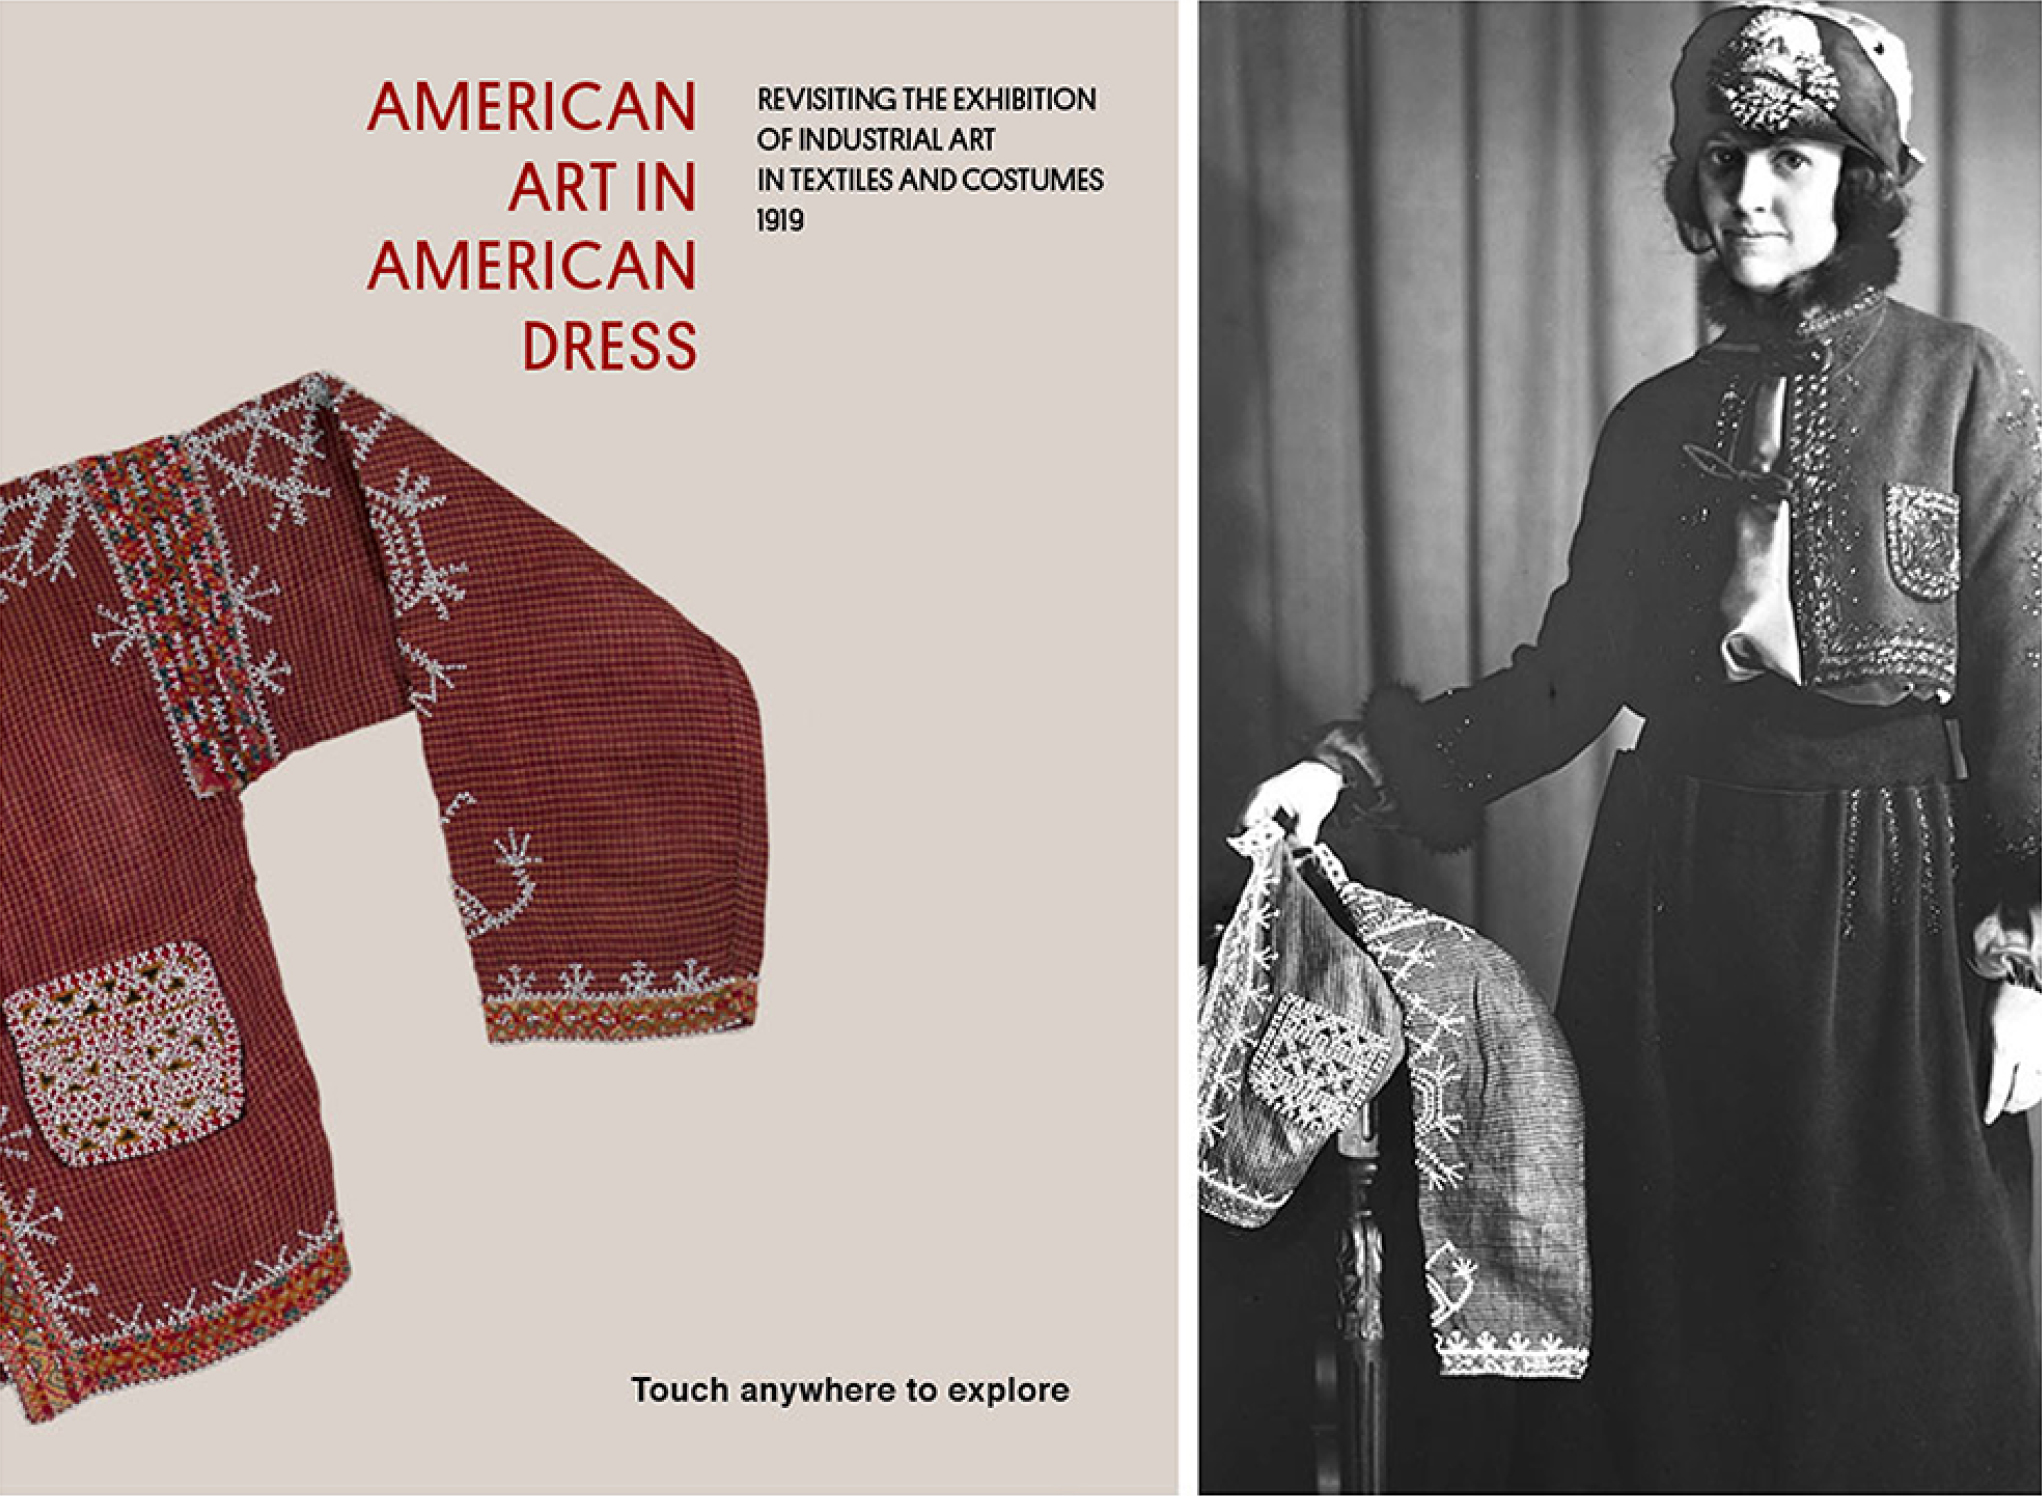 AMERICAN
ART IN
AMERICAN
DRESS
REVISITING THE EXHIBITION
OF INDUSTRIAL ART
IN TEXTILES AND COSTUMES
1919
Touch anywhere to explore